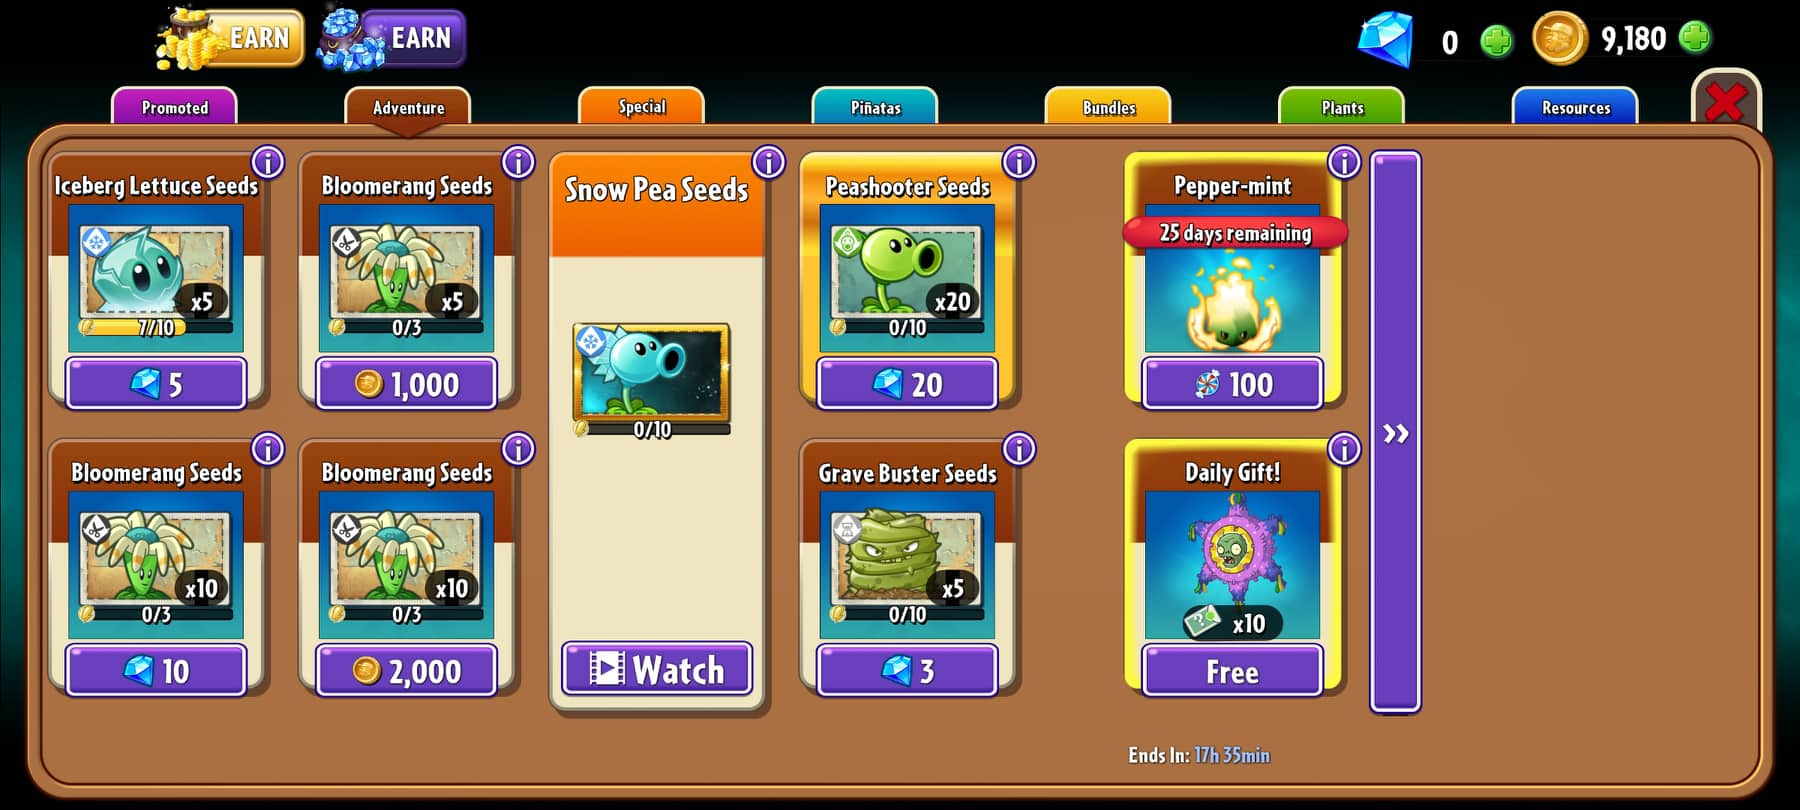 EARN
EARN
0
9,180
Promoted
Adventure
Special
Piñatas
Bundles
Plants
Resources
Iceberg Lettuce Seeds
x5
7/10
5
Bloomerang Seeds
x5
0/3
1,000
Snow Pea Seeds
0/10
Watch
Peashooter Seeds
x20
0/10
20
Pepper-mint
25 days remaining
100
Bloomerang Seeds
x10
0/3
10
Bloomerang Seeds
x10
0/3
2,000
Grave Buster Seeds
x5
0/10
3
Daily Gift!
x10
Free
Ends In: 17h 35min